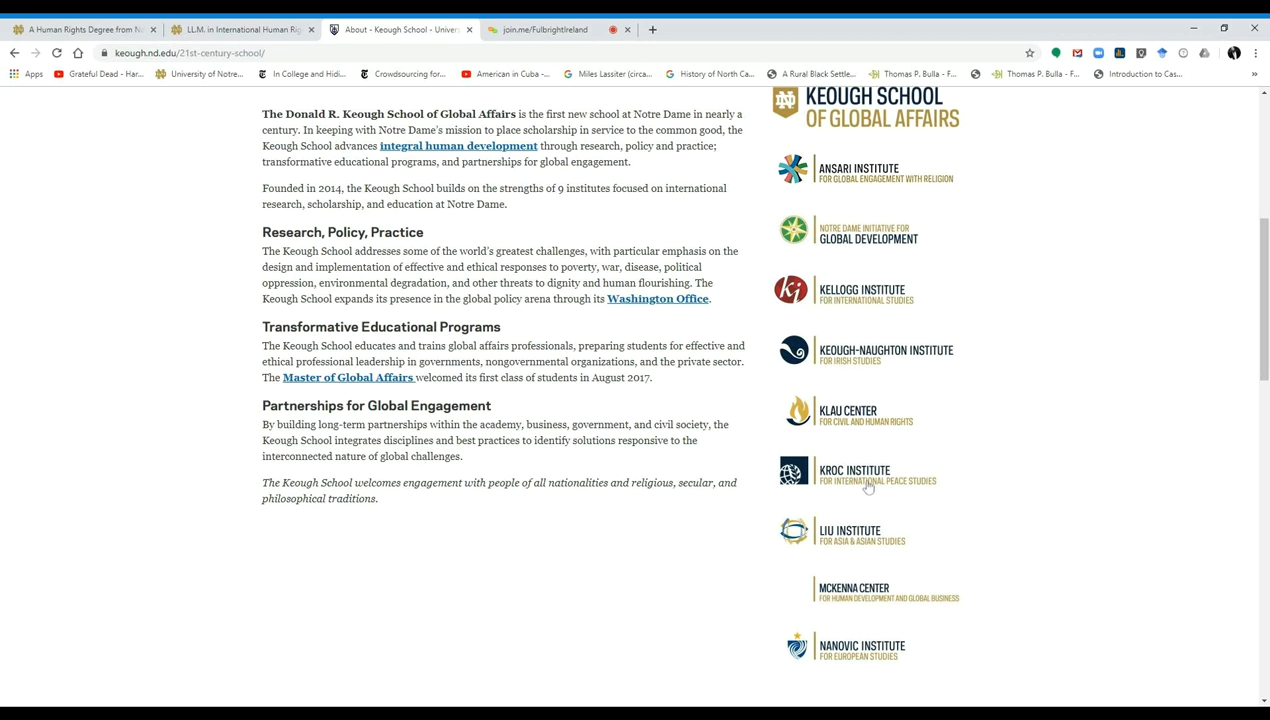 A Human Rights Degree from No
LL.M. in International Human Rig
About - Keough School - Univers
join.me/FulbrightIreland
keough.nd.edu/21st-century-school/
Apps
Grateful Dead - Har...
University of Notre...
In College and Hidi...
Crowdsourcing for...
American in Cuba -...
Miles Lassiter (circa...
History of North Ca...
A Rural Black Settle...
Thomas P. Bulla - F...
Thomas P. Bulla - F...
Introduction to Cas...
The Donald R. Keough School of Global Affairs is the first new school at Notre Dame in nearly a
century. In keeping with Notre Dame's mission to place scholarship in service to the common good, the
Keough School advances integral human development through research, policy and practice;
transformative educational programs, and partnerships for global engagement.
Founded in 2014, the Keough School builds on the strengths of 9 institutes focused on international
research, scholarship, and education at Notre Dame.
Research, Policy, Practice
The Keough School addresses some of the world's greatest challenges, with particular emphasis on the
design and implementation of effective and ethical responses to poverty, war, disease, political
oppression, environmental degradation, and other threats to dignity and human flourishing. The
Keough School expands its presence in the global policy arena through its Washington Office.
Transformative Educational Programs
The Keough School educates and trains global affairs professionals, preparing students for effective and
ethical professional leadership in governments, nongovernmental organizations, and the private sector.
The Master of Global Affairs welcomed its first class of students in August 2017.
Partnerships for Global Engagement
By building long-term partnerships within the academy, business, government, and civil society, the
Keough School integrates disciplines and best practices to identify solutions responsive to the
interconnected nature of global challenges.
The Keough School welcomes engagement with people of all nationalities and religious, secular, and
philosophical traditions.
KEOUGH SCHOOL
OF GLOBAL AFFAIRS
ANSARI INSTITUTE
FOR GLOBAL ENGAGEMENT WITH RELIGION
NOTRE DAME INITIATIVE FOR
GLOBAL DEVELOPMENT
ki
KELLOGG INSTITUTE
FOR INTERNATIONAL STUDIES
KEOUGH-NAUGHTON INSTITUTE
FOR IRISH STUDIES
KLAU CENTER
FOR CIVIL AND HUMAN RIGHTS
KROC INSTITUTE
FOR INTERNATIONAL PEACE STUDIES
LIU INSTITUTE
FOR ASIA & ASIAN STUDIES
MCKENNA CENTER
FOR HUMAN DEVELOPMENT AND GLOBAL BUSINESS
NANOVIC INSTITUTE
FOR EUROPEAN STUDIES